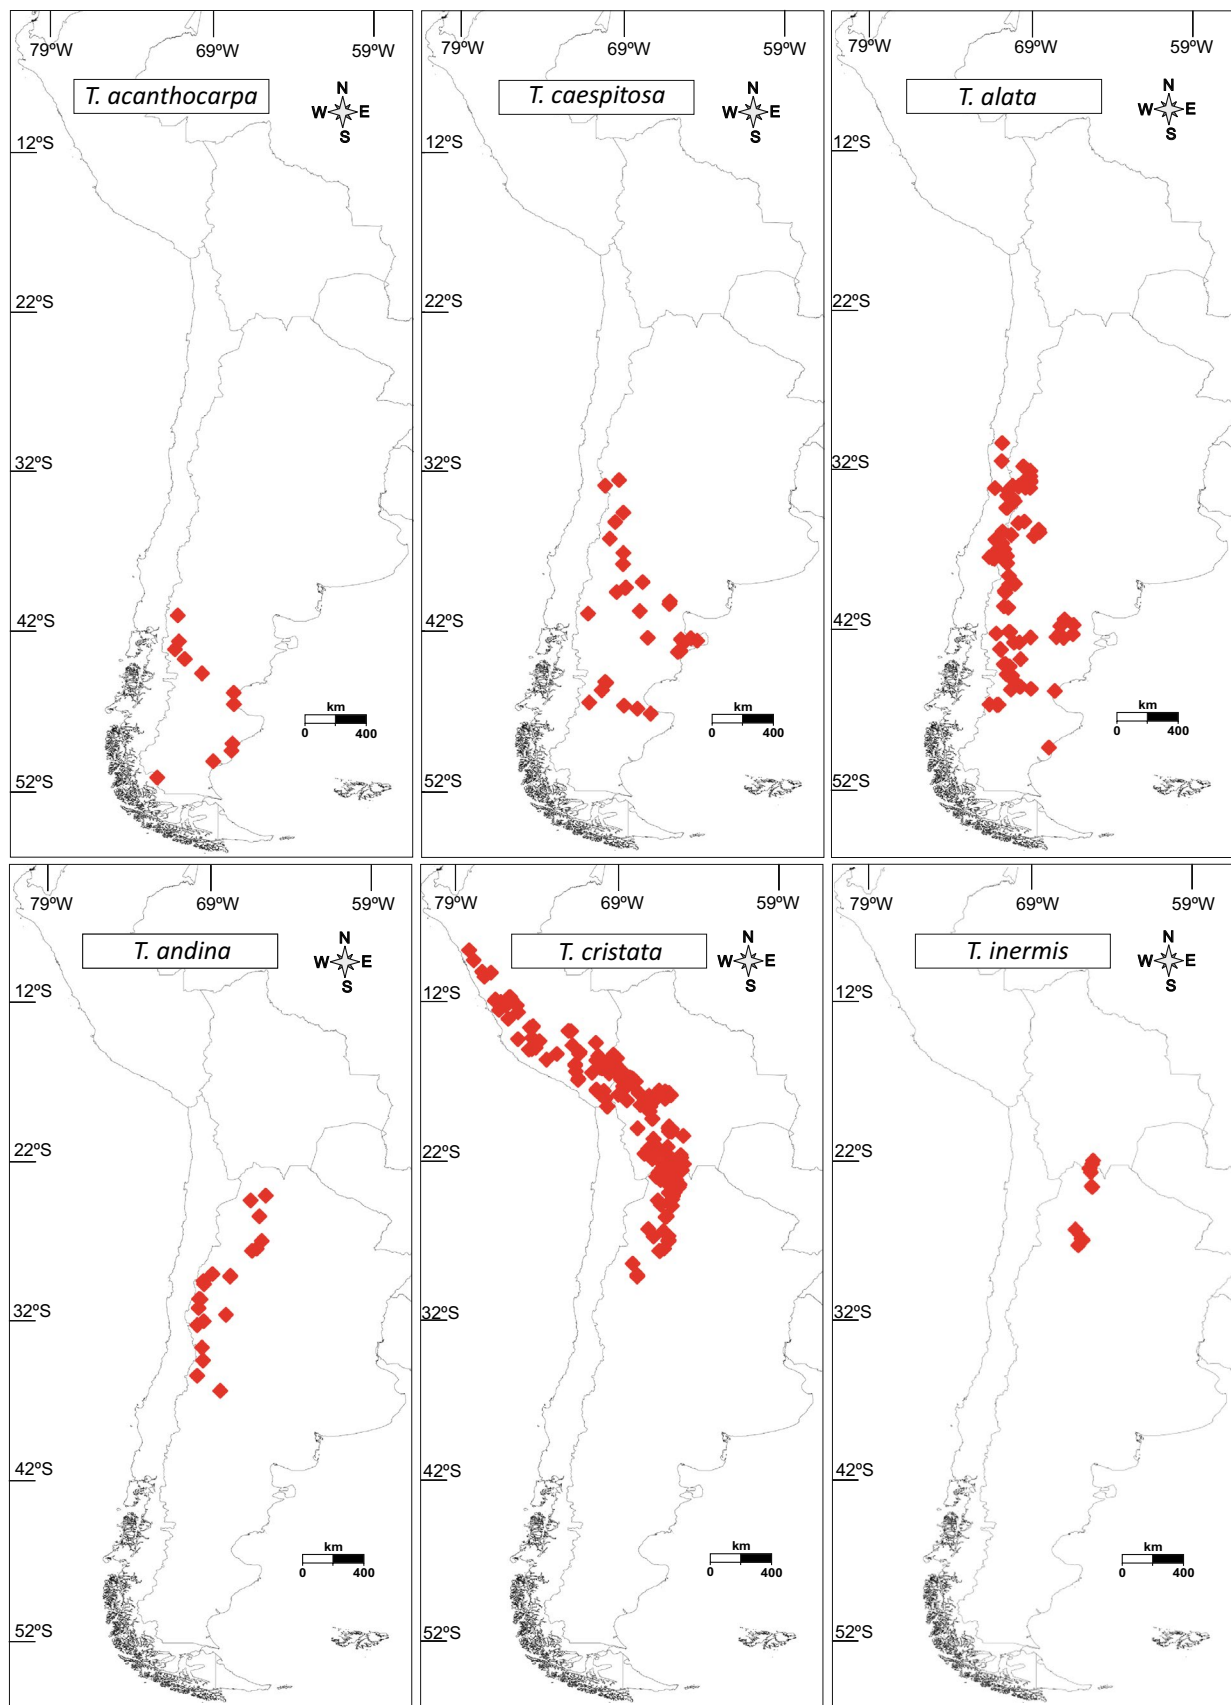 79ºW 69ºW 59ºW
T. acanthocarpa
N
W E
S
12ºS
22ºS
32ºS
42ºS
52ºS
km
0 400
69ºW 59ºW
T. caespitosa
N
W E
S
12ºS
22ºS
32ºS
42ºS
52ºS
km
0 400
79ºW 69ºW 59ºW
T. alata
N
W E
S
12ºS
22ºS
32ºS
42ºS
52ºS
km
0 400
79ºW 69ºW 59ºW
T. andina
N
W E
S
12ºS
22ºS
32ºS
42ºS
52ºS
km
0 400
79ºW 69ºW 59ºW
T. cristata
N
W E
S
12ºS
22ºS
32ºS
42ºS
52ºS
km
0 400
79ºW 69ºW 59ºW
T. inermis
N
W E
S
12ºS
22ºS
32ºS
42ºS
52ºS
km
0 400